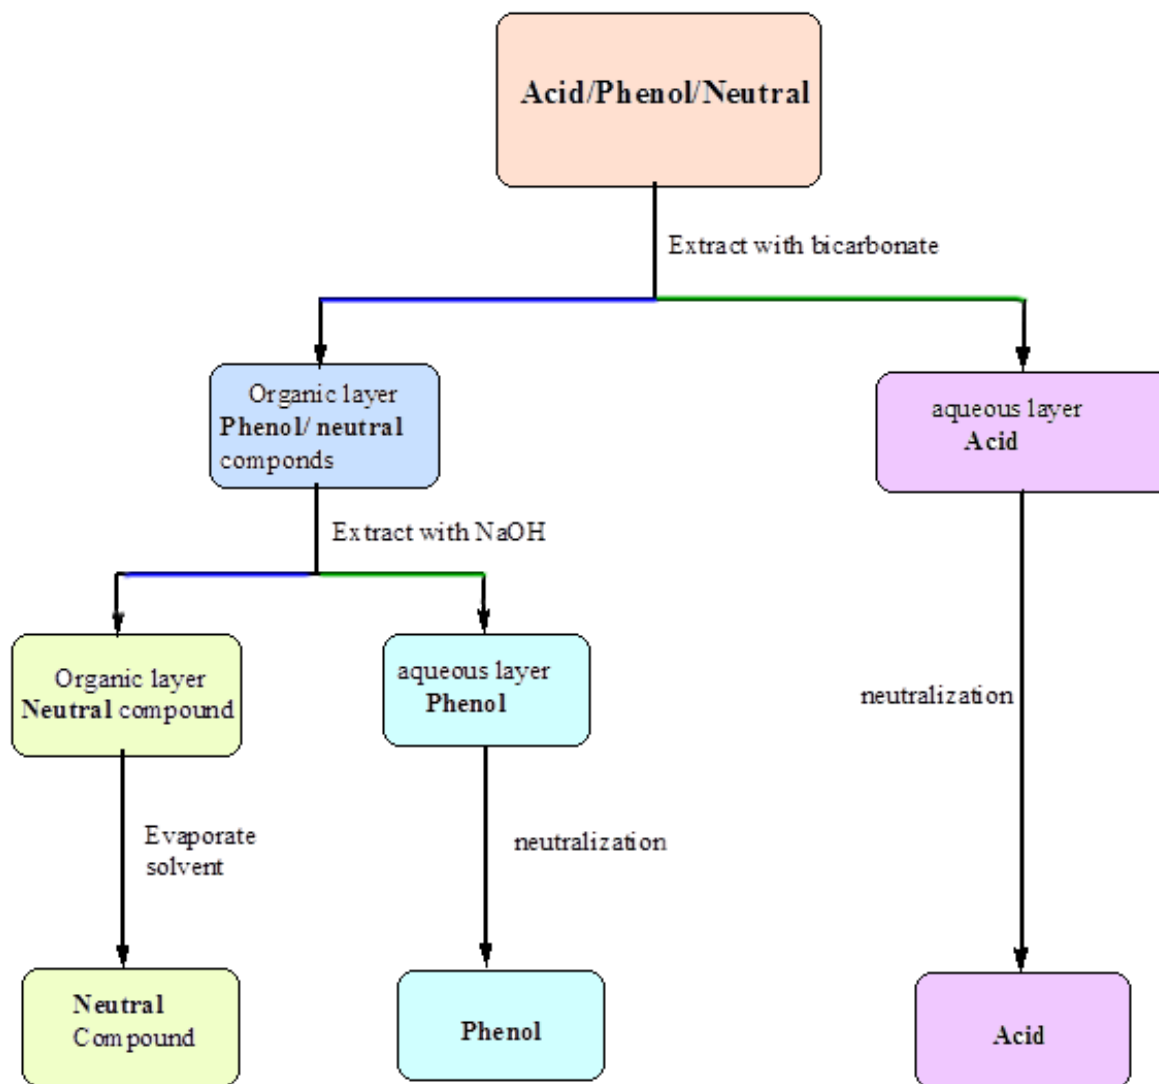 Acid/Phenol/Neutral
Extract with bicarbonate
Organic layer
Phenol/ neutral
componds
aqueous layer
Acid
Extract with NaOH
Organic layer
Neutral compound
aqueous layer
Phenol
neutralization
Evaporate
solvent
neutralization
Neutral
Compound
Phenol
Acid